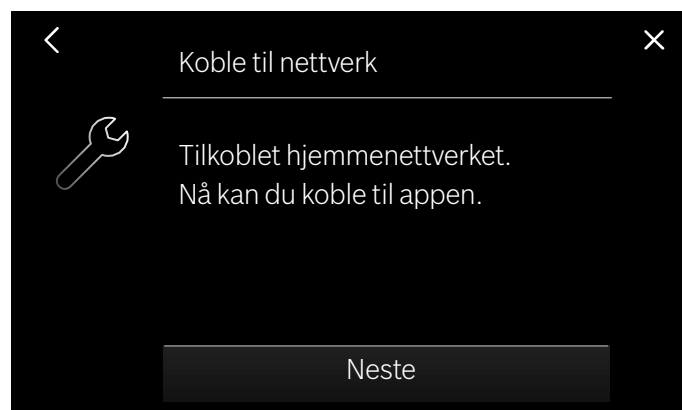 Koble til nettverk
Tilkoblet hjemmenettverket.
Nå kan du koble til appen.
Neste